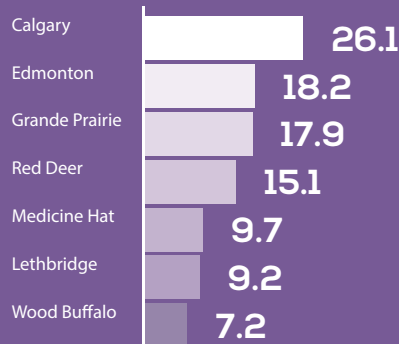 Calgary 26.1
Edmonton 18.2
Grande Prairie 17.9
Red Deer 15.1
Medicine Hat 9.7
Lethbridge 9.2
Wood Buffalo 7.2